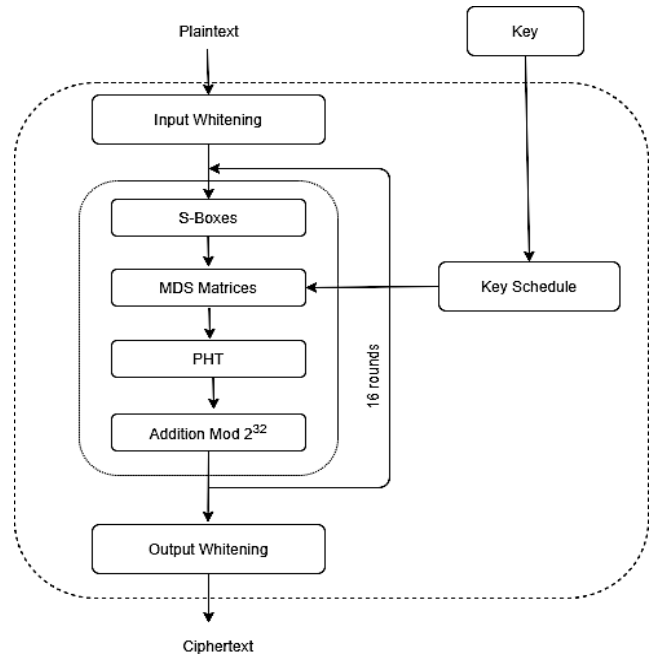 Plaintext
Key
Input Whitening
S-Boxes
MDS Matrices
Key Schedule
PHT
16 rounds
Addition Mod 2³²
Output Whitening
Ciphertext